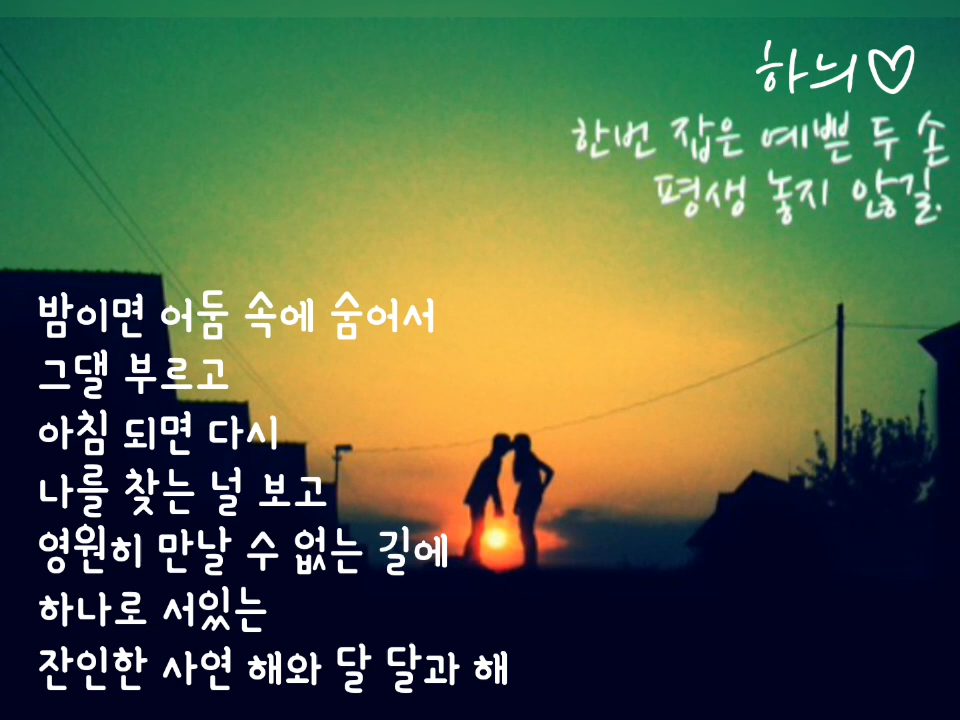 하늬♡
한번 잡은 예쁜 두 손
평생 놓지 않길.
밤이면 어둠 속에 숨어서
그댈 부르고
아침 되면 다시
나를 찾는 널 보고
영원히 만날 수 없는 길에
하나로 서있는
잔인한 사연 해와 달 달과 해